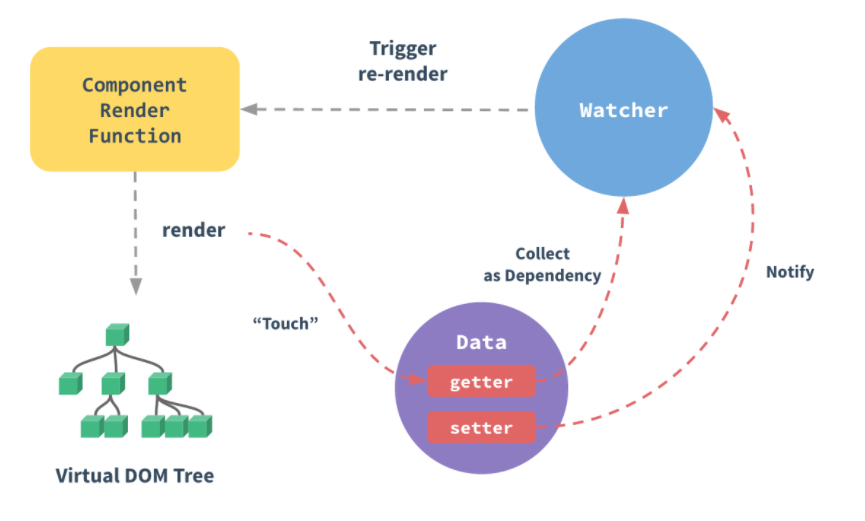 Trigger
re-render
Component
Render
Function
Watcher
render
Collect
as Dependency
Notify
“Touch”
Data
getter
setter
Virtual DOM Tree